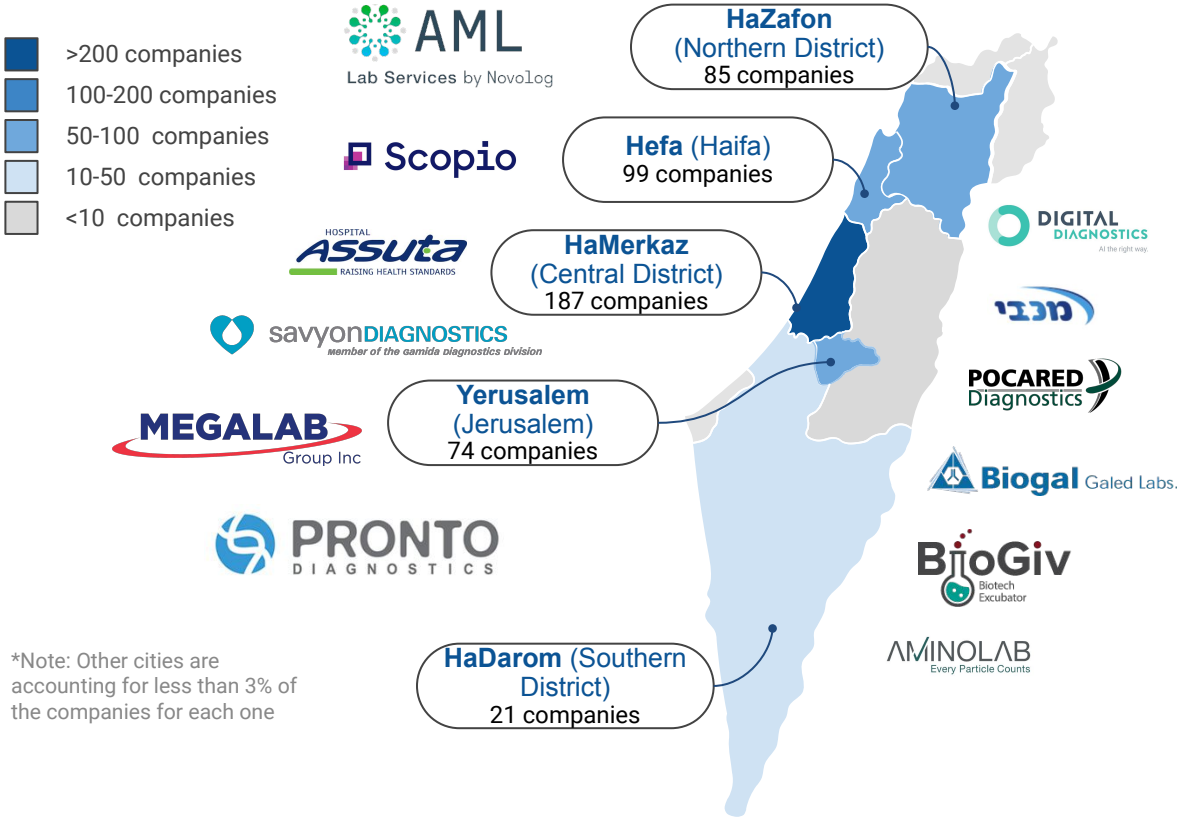 >200 companies
100-200 companies
50-100 companies
10-50 companies
<10 companies
AML
Lab Services by Novolog
Scopio
HOSPITAL
ASSUTA
RAISING HEALTH STANDARDS
savyonDIAGNOSTICS
Member of the Gamida Diagnostics Division
MEGALAB
Group Inc
PRONTO
DIAGNOSTICS
HaZafon
(Northern District)
85 companies
Hefa (Haifa)
99 companies
HaMerkaz
(Central District)
187 companies
Yerusalem
(Jerusalem)
74 companies
HaDarom (Southern
District)
21 companies
DIGITAL
DIAGNOSTICS
AI the right way.
מכבי
POCARED
Diagnostics
Biogal Galed Labs.
BioGiv
Biotech
Excubator
AMINOLAB
Every Particle Counts
*Note: Other cities are
accounting for less than 3% of
the companies for each one